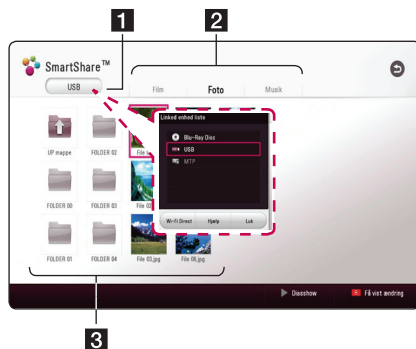 1
2
SmartShare™
USB
Film
Foto
Musik
Linked enhed liste
Blu-Ray Disc
USB
MTP
Wi-Fi Direct
Hjælp
Luk
UP mappe
FOLDER 02
FOLDER 00
FOLDER 03
FOLDER 01
FOLDER 04
File 03.jpg
File 08.jpg
Diasshow
Få vist ændring
3